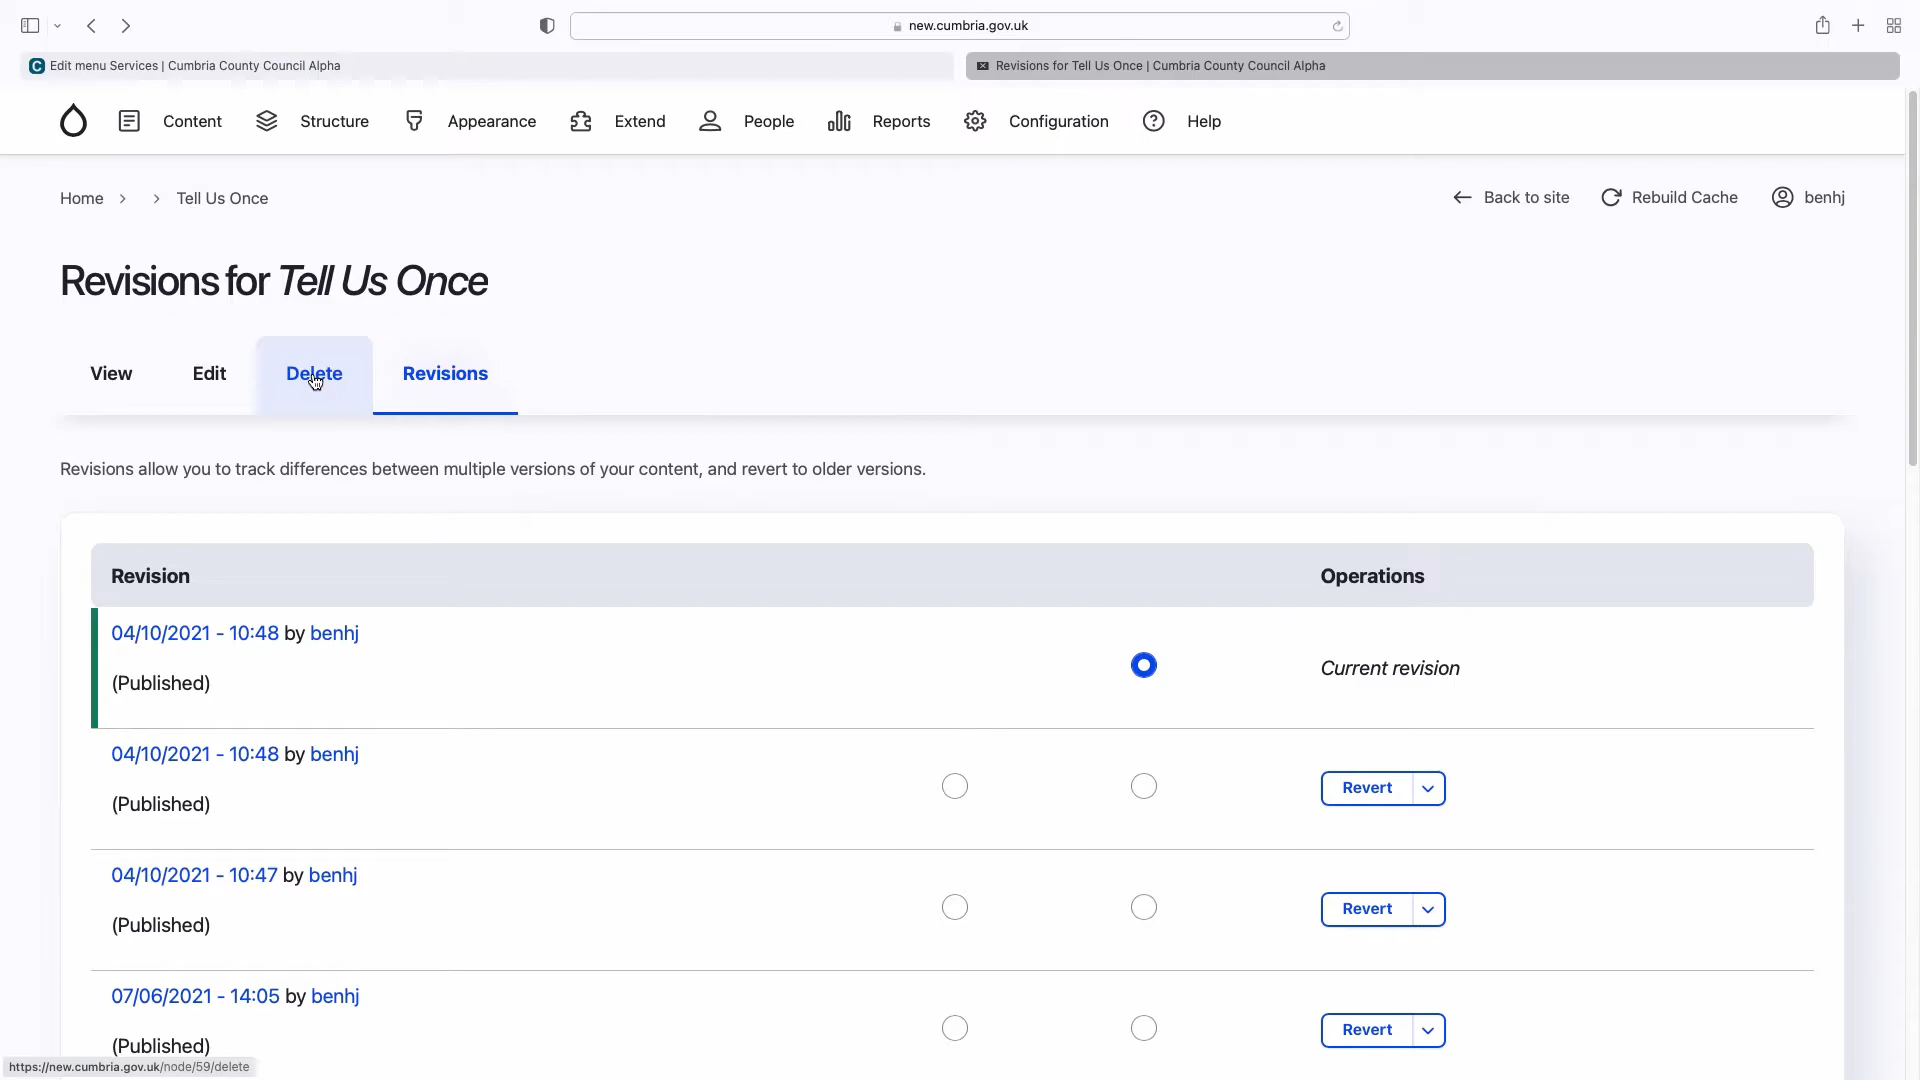 new.cumbria.gov.uk
C Edit menu Services | Cumbria County Council Alpha
Revisions for Tell Us Once | Cumbria County Council Alpha
Content Structure Appearance Extend People Reports Configuration Help
Home > > Tell Us Once
Back to site Rebuild Cache benhj
Revisions for Tell Us Once
View Edit Delete Revisions
Revisions allow you to track differences between multiple versions of your content, and revert to older versions.
Revision Operations
04/10/2021 - 10:48 by benhj
(Published)
Current revision
04/10/2021 - 10:48 by benhj
(Published)
Revert
04/10/2021 - 10:47 by benhj
(Published)
Revert
07/06/2021 - 14:05 by benhj
(Published)
Revert
https://new.cumbria.gov.uk/node/59/delete